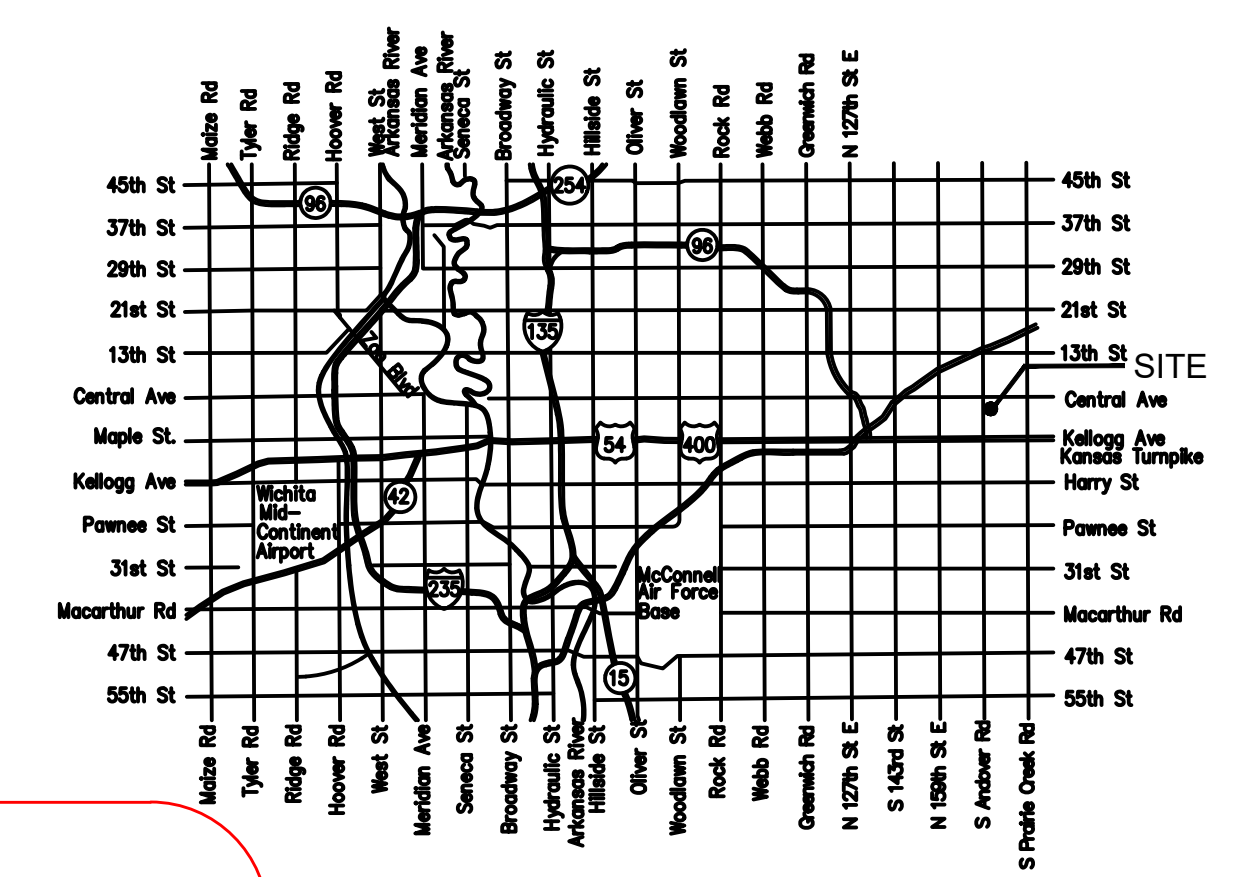 Maize Rd
Tyler Rd
Ridge Rd
Hoover Rd
West St
Arkansas River
Meridian Ave
Arkansas River
Seneca St
Broadway St
Hydraulic St
Hillside St
Oliver St
Woodlawn St
Rock Rd
Webb Rd
Greenwich Rd
N 127th St E
45th St
254
45th St
96
37th St
37th St
96
29th St
29th St
21st St
21st St
135
13th St
13th St
SITE
Zoo Blvd
Central Ave
Central Ave
Maple St.
54
400
Kellogg Ave
Kansas Turnpike
Kellogg Ave
Harry St
Wichita
Mid-
Continent
Airport
42
Pawnee St
Pawnee St
31st St
31st St
235
McConnell
Air Force
Base
Macarthur Rd
Macarthur Rd
47th St
47th St
15
55th St
55th St
Maize Rd
Tyler Rd
Ridge Rd
Hoover Rd
West St
Meridian Ave
Seneca St
Broadway St
Hydraulic St
Arkansas River
Hillside St
Oliver St
Woodlawn St
Rock Rd
Webb Rd
Greenwich Rd
N 127th St E
S 143rd St
N 159th St E
S Andover Rd
S Prairie Creek Rd